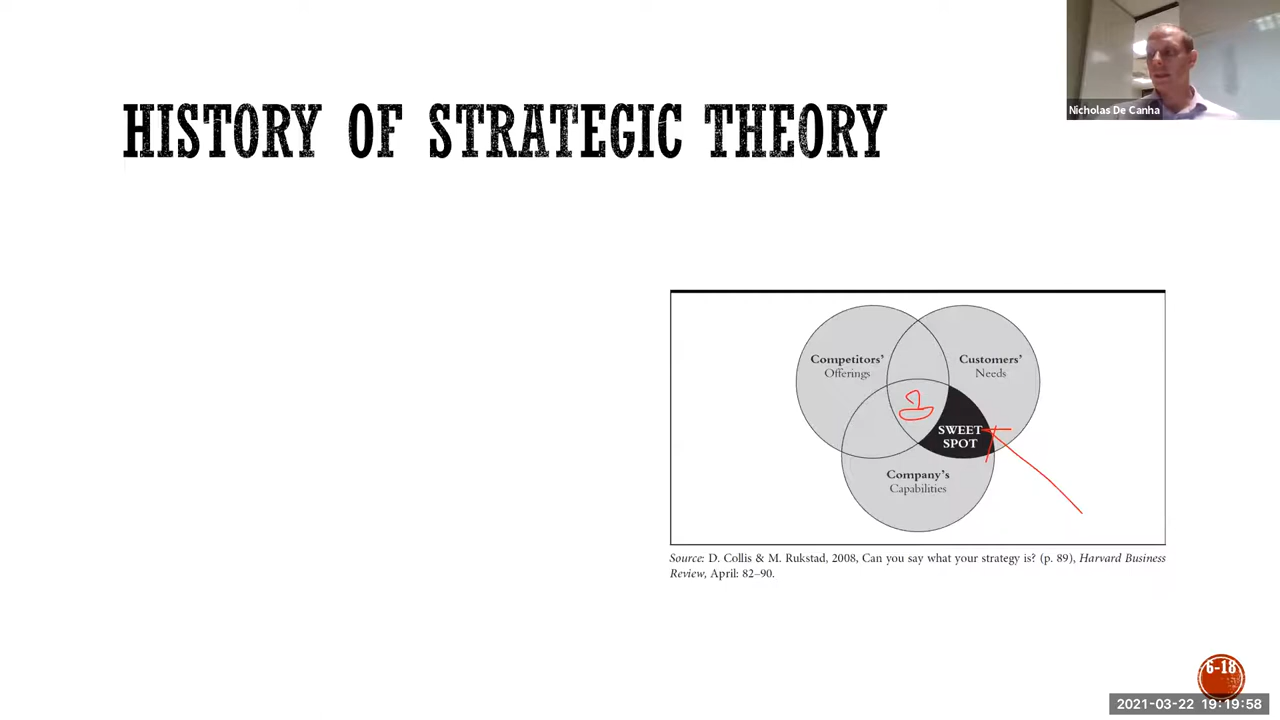 Nicholas De Canha
HISTORY OF STRATEGIC THEORY
Competitors'
Offerings
Customers'
Needs
SWEET
SPOT
Company's
Capabilities
Source: D. Collis & M. Rukstad, 2008, Can you say what your strategy is? (p. 89), Harvard Business
Review, April: 82–90.
6-18
2021-03-22 19:19:58